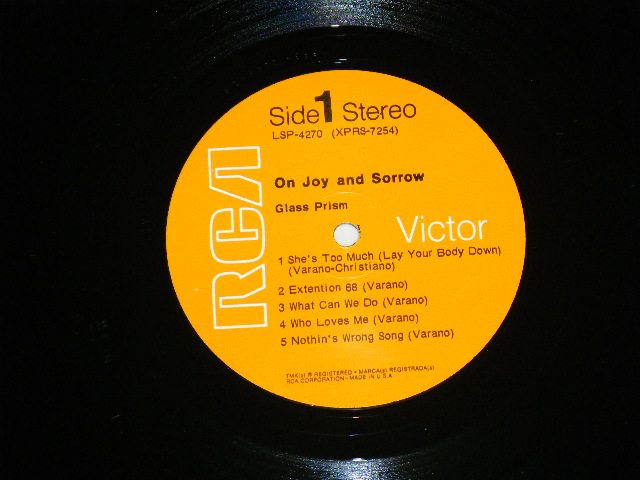 Side 1 Stereo
LSP-4270 (XPRS-7254)
RCA
On Joy and Sorrow
Glass Prism
Victor
1 She's Too Much (Lay Your Body Down)
(Varano-Christiano)
2 Extention 68 (Varano)
3 What Can We Do (Varano)
4 Who Loves Me (Varano)
5 Nothin's Wrong Song (Varano)
TMK(s) ® REGISTERED • MARCA(s) REGISTRADA(s)
RCA CORPORATION—MADE IN U.S.A.